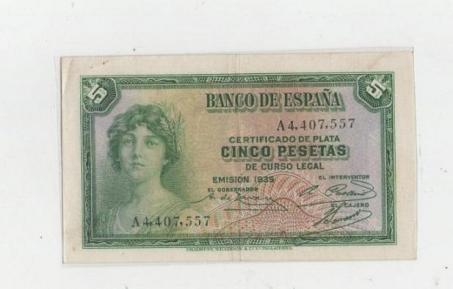 5
BANCO DE ESPAÑA
5
A4,407,557
CERTIFICADO DE PLATA
CINCO PESETAS
DE CURSO LEGAL
EMISIÓN 1935
EL INTERVENTOR
EL GOBERNADOR
EL CAJERO
A4,407,557